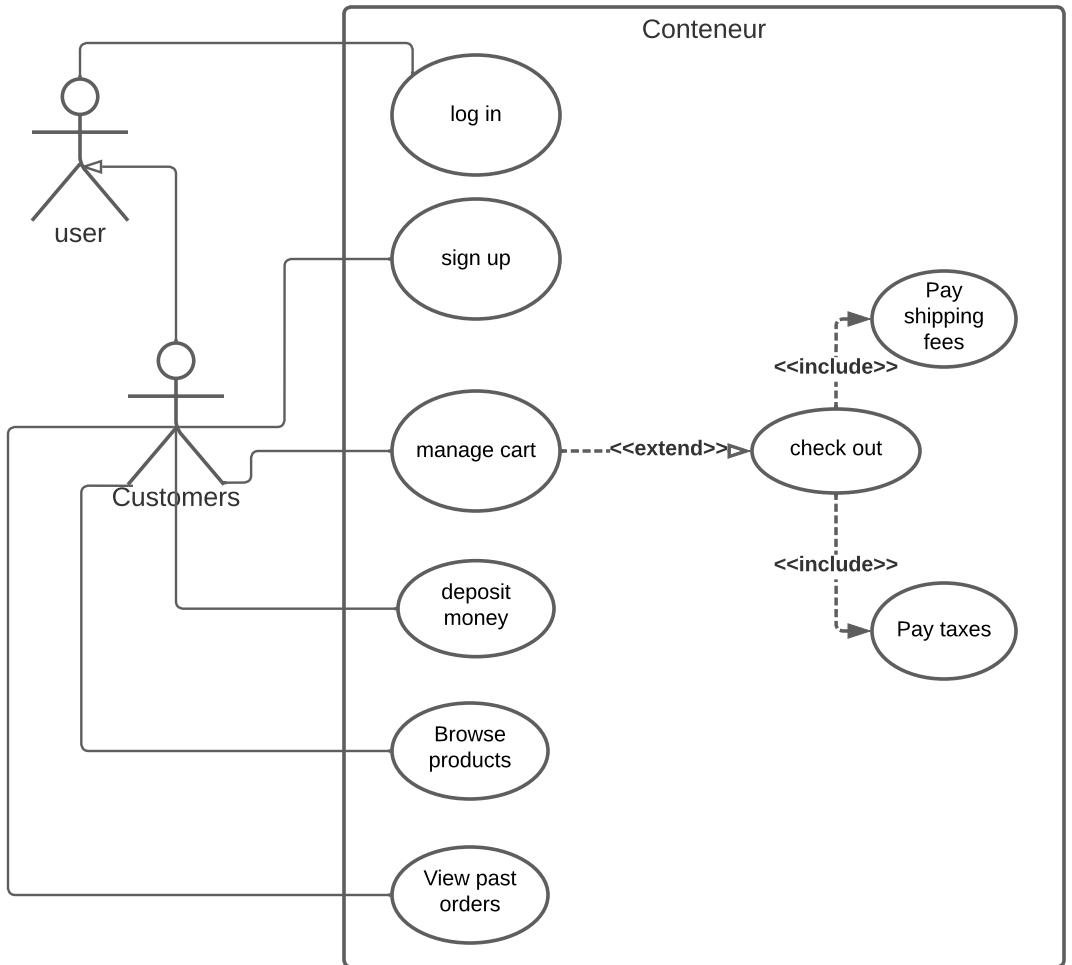 Conteneur
log in
user
sign up
Pay
shipping
fees
<<include>>
manage cart
<<extend>>
check out
Customers
<<include>>
deposit
money
Pay taxes
Browse
products
View past
orders